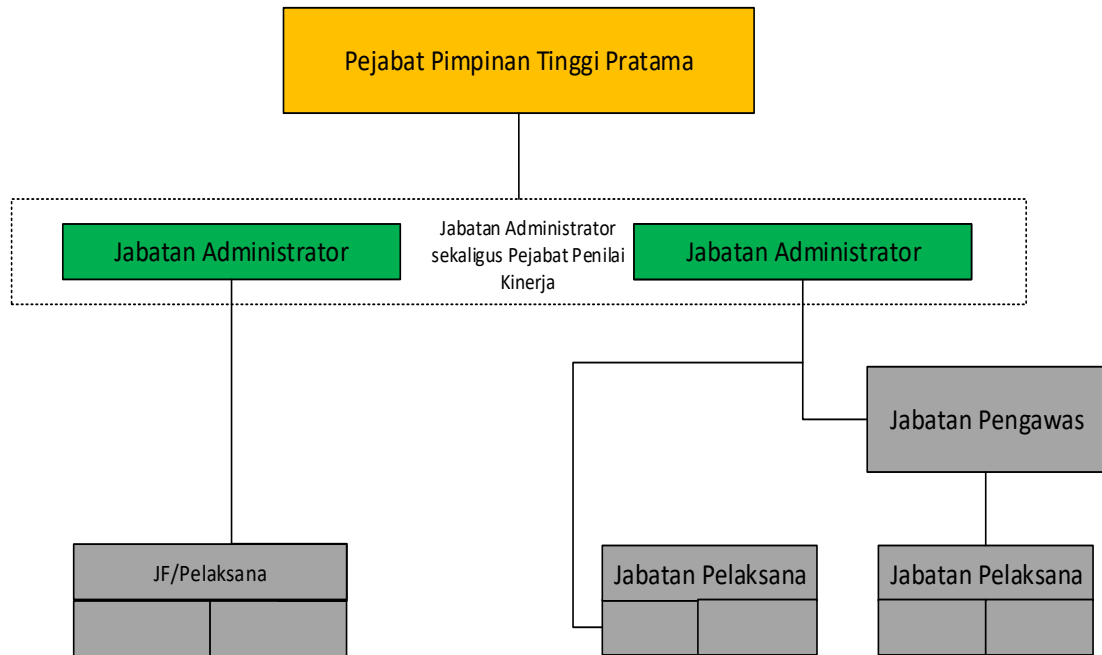 Pejabat Pimpinan Tinggi Pratama
Jabatan Administrator
Jabatan Administrator
sekaligus Pejabat Penilai
Kinerja
Jabatan Administrator
Jabatan Pengawas
JF/Pelaksana
Jabatan Pelaksana
Jabatan Pelaksana